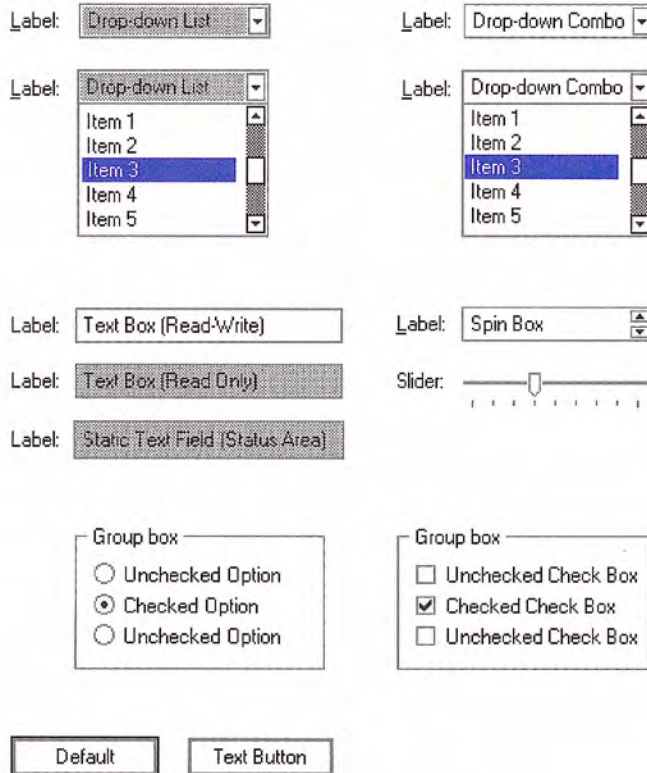 Label: Drop-down List
Label: Drop-down Combo
Label: Drop-down List
Item 1
Item 2
Item 3
Item 4
Item 5
Label: Drop-down Combo
Item 1
Item 2
Item 3
Item 4
Item 5
Label: Text Box (Read-Write)
Label: Spin Box
Label: Text Box (Read Only)
Slider:
Label: Static Text Field (Status Area)
Group box
Unchecked Option
Checked Option
Unchecked Option
Group box
Unchecked Check Box
Checked Check Box
Unchecked Check Box
Default
Text Button